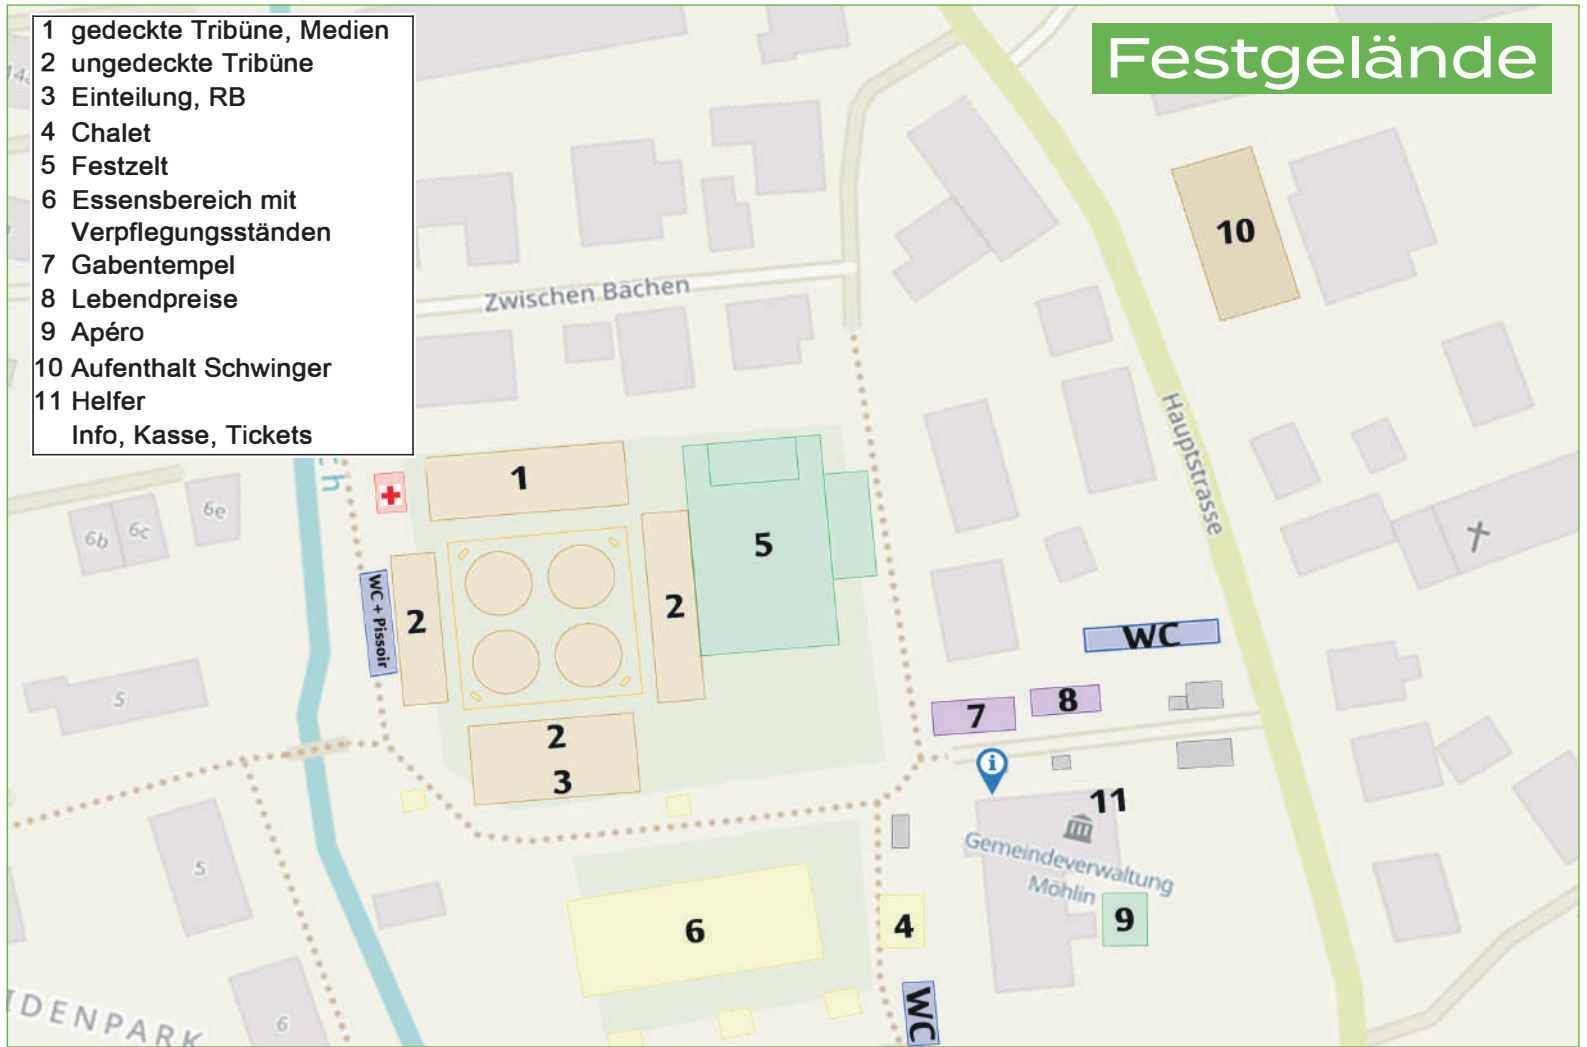 Festgelände
1 gedeckte Tribüne, Medien
2 ungedeckte Tribüne
3 Einteilung, RB
4 Chalet
5 Festzelt
6 Essensbereich mit
Verpflegungsständen
7 Gabentempel
8 Lebendpreise
9 Apéro
10 Aufenthalt Schwinger
11 Helfer
Info, Kasse, Tickets
10
Zwischen Bächen
Hauptstrasse
ch
1
6b
6c
6e
5
2
WC + Pissoir
2
WC
5
7
8
2
3
i
11
Gemeindeverwaltung
Möhlin
5
6
4
9
WC
6
IDENPARK